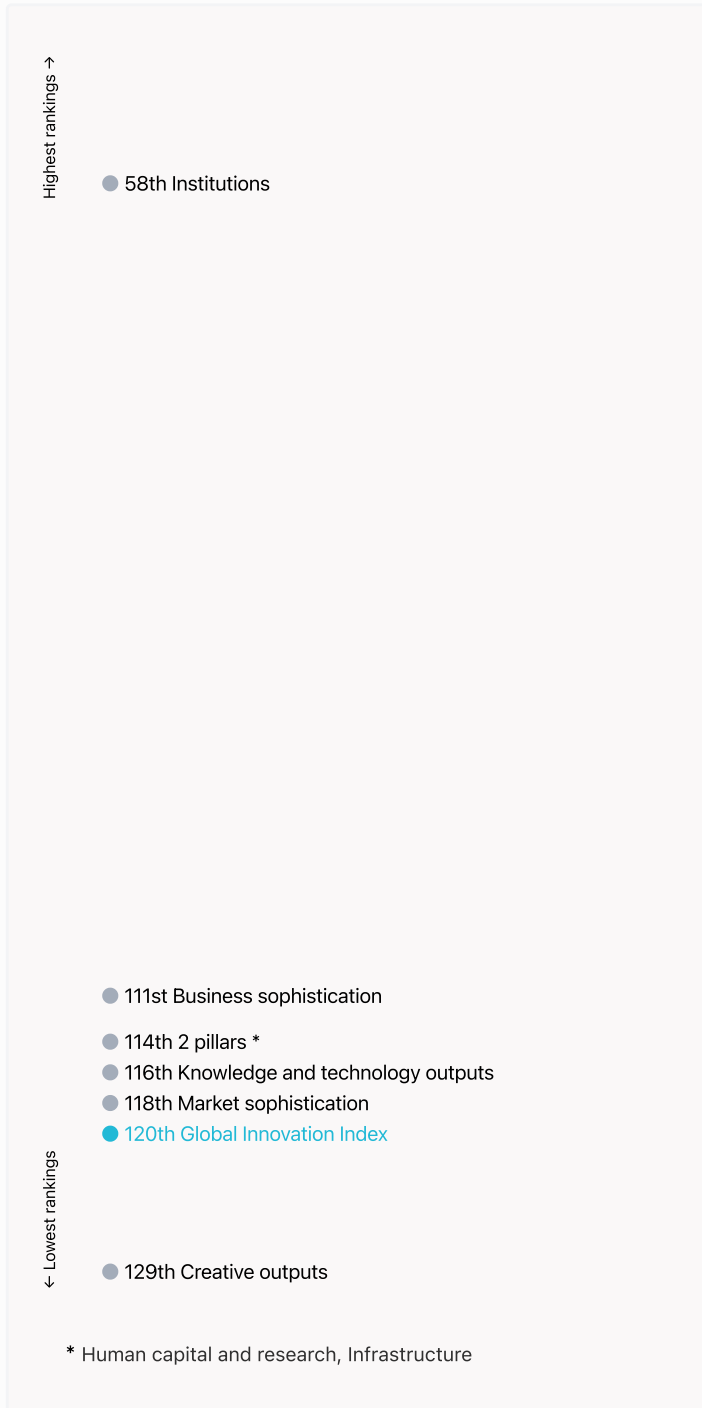 Highest rankings →
58th Institutions
111st Business sophistication
114th 2 pillars *
116th Knowledge and technology outputs
118th Market sophistication
120th Global Innovation Index
← Lowest rankings
129th Creative outputs
* Human capital and research, Infrastructure